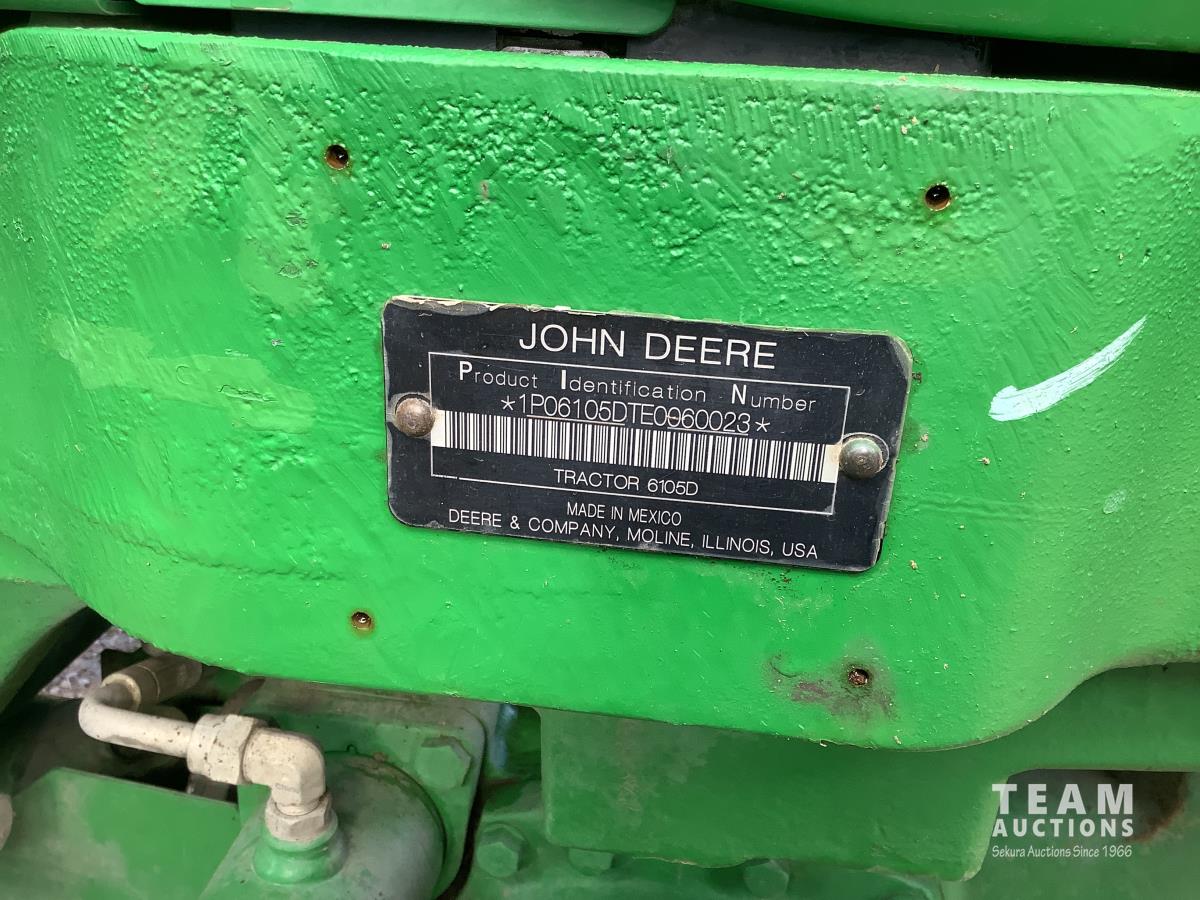 JOHN DEERE
Product Identification Number
*1P06105DTE0060023*
TRACTOR 6105D
MADE IN MEXICO
DEERE & COMPANY, MOLINE, ILLINOIS, USA
TEAM
AUCTIONS
Sekura Auctions Since 1966